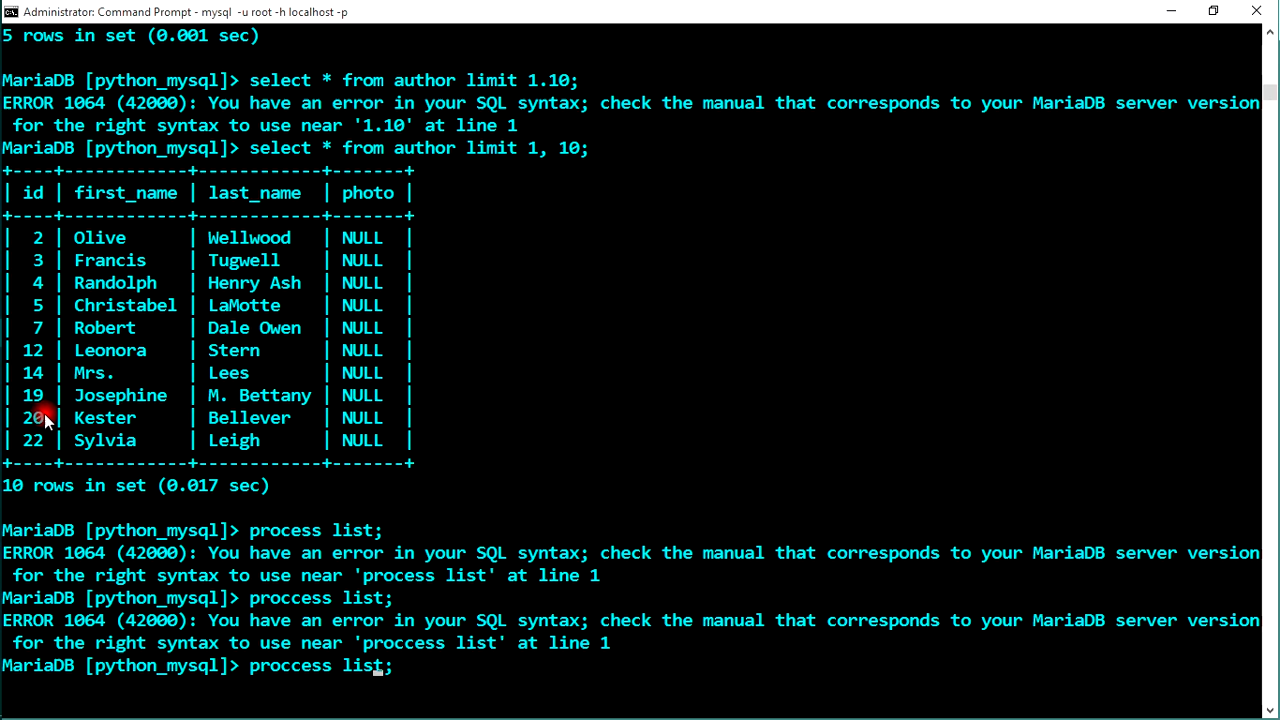 Administrator: Command Prompt - mysql  -u root -h localhost -p
5 rows in set (0.001 sec)
MariaDB [python_mysql]> select * from author limit 1.10;
ERROR 1064 (42000): You have an error in your SQL syntax; check the manual that corresponds to your MariaDB server version
 for the right syntax to use near '1.10' at line 1
MariaDB [python_mysql]> select * from author limit 1, 10;
+----+------------+------------+-------+
| id | first_name | last_name  | photo |
+----+------------+------------+-------+
|  2 | Olive      | Wellwood   | NULL  |
|  3 | Francis    | Tugwell    | NULL  |
|  4 | Randolph   | Henry Ash  | NULL  |
|  5 | Christabel | LaMotte    | NULL  |
|  7 | Robert     | Dale Owen  | NULL  |
| 12 | Leonora    | Stern      | NULL  |
| 14 | Mrs.       | Lees       | NULL  |
| 19 | Josephine  | M. Bettany | NULL  |
| 20 | Kester     | Bellever   | NULL  |
| 22 | Sylvia     | Leigh      | NULL  |
+----+------------+------------+-------+
10 rows in set (0.017 sec)
MariaDB [python_mysql]> process list;
ERROR 1064 (42000): You have an error in your SQL syntax; check the manual that corresponds to your MariaDB server version
 for the right syntax to use near 'process list' at line 1
MariaDB [python_mysql]> proccess list;
ERROR 1064 (42000): You have an error in your SQL syntax; check the manual that corresponds to your MariaDB server version
 for the right syntax to use near 'proccess list' at line 1
MariaDB [python_mysql]> proccess list;